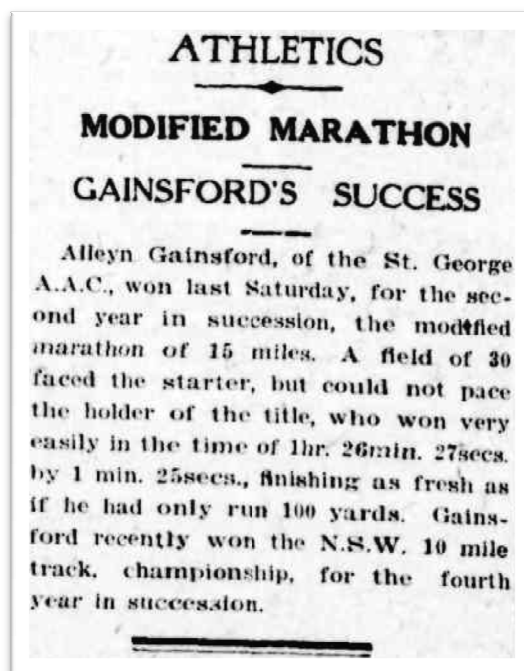 ATHLETICS
MODIFIED MARATHON
GAINSFORD'S SUCCESS
Alleyn Gainsford, of the St. George
A.A.C., won last Saturday, for the sec-
ond year in succession, the modified
marathon of 15 miles. A field of 30
faced the starter, but could not pace
the holder of the title, who won very
easily in the time of 1hr. 26min. 27secs.
by 1 min. 25secs., finishing as fresh as
if he had only run 100 yards. Gains-
ford recently won the N.S.W. 10 mile
track. championship, for the fourth
year in succession.